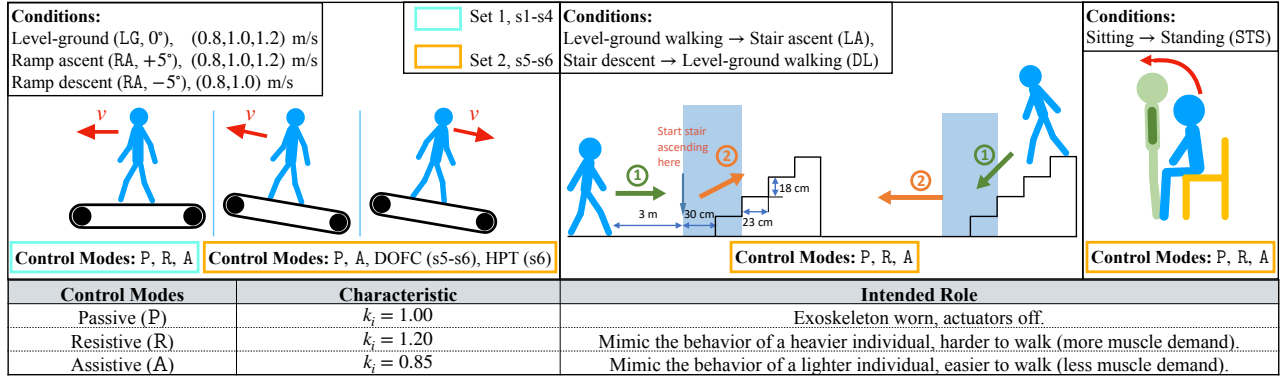 Conditions:
Level-ground (LG, 0°), (0.8,1.0,1.2) m/s
Ramp ascent (RA, +5°), (0.8,1.0,1.2) m/s
Ramp descent (RA, −5°), (0.8,1.0) m/s
Set 1, s1-s4
Set 2, s5-s6
v
v
v
Control Modes: P, R, A
Control Modes: P, A, DOFC (s5-s6), HPT (s6)
Conditions:
Level-ground walking → Stair ascent (LA),
Stair descent → Level-ground walking (DL)
Start stair
ascending
here
1
2
3 m
30 cm
23 cm
18 cm
2
1
Control Modes: P, R, A
Conditions:
Sitting → Standing (STS)
Control Modes: P, R, A
Control Modes Characteristic Intended Role
Passive (P) k_i = 1.00 Exoskeleton worn, actuators off.
Resistive (R) k_i = 1.20 Mimic the behavior of a heavier individual, harder to walk (more muscle demand).
Assistive (A) k_i = 0.85 Mimic the behavior of a lighter individual, easier to walk (less muscle demand).